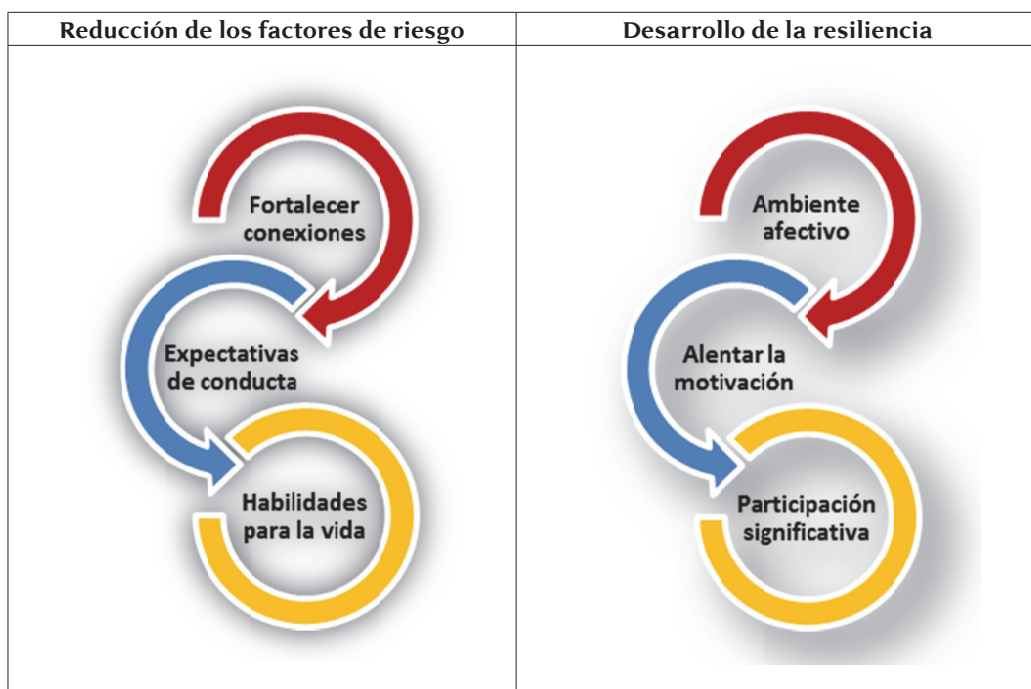 Reducción de los factores de riesgo
Desarrollo de la resiliencia
Fortalecer
conexiones
Expectativas
de conducta
Habilidades
para la vida
Ambiente
afectivo
Alentar la
motivación
Participación
significativa